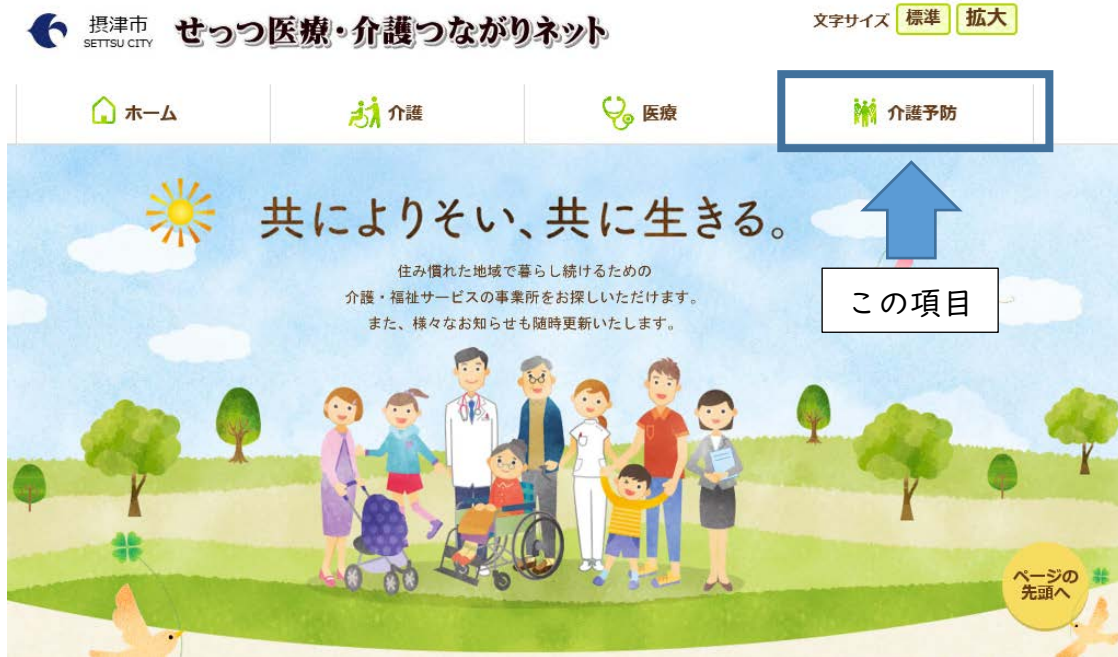 摂津市
SETTSU CITY
せっつ医療・介護つながりネット
文字サイズ 標準 拡大
ホーム 介護 医療 介護予防
共によりそい、共に生きる。
住み慣れた地域で暮らし続けるための
介護・福祉サービスの事業所をお探しいただけます。
また、様々なお知らせも随時更新いたします。
この項目
ページの
先頭へ